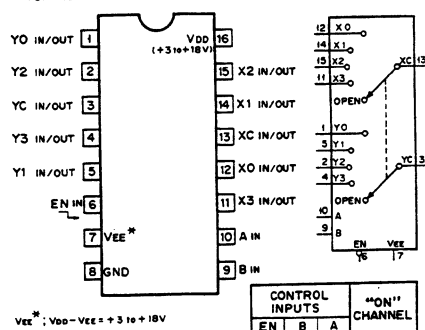 YO IN/OUT 1
Y2 IN/OUT 2
YC IN/OUT 3
Y3 IN/OUT 4
Y1 IN/OUT 5
EN IN 6
7 VEE*
8 GND
VDD 16
(+3 to +18V)
15 X2 IN/OUT
14 X1 IN/OUT
13 XC IN/OUT
12 XO IN/OUT
11 X3 IN/OUT
10 A IN
9 B IN
12 XO
14 X1
15 X2
11 X3
OPEN
XC 13
1 YO
5 Y1
2 Y2
4 Y3
OPEN
YC 3
10 A
9 B
EN VEE
6 7
VEE*; VDD-VEE = +3 to +18V
CONTROL INPUTS
"ON" CHANNEL
EN B A